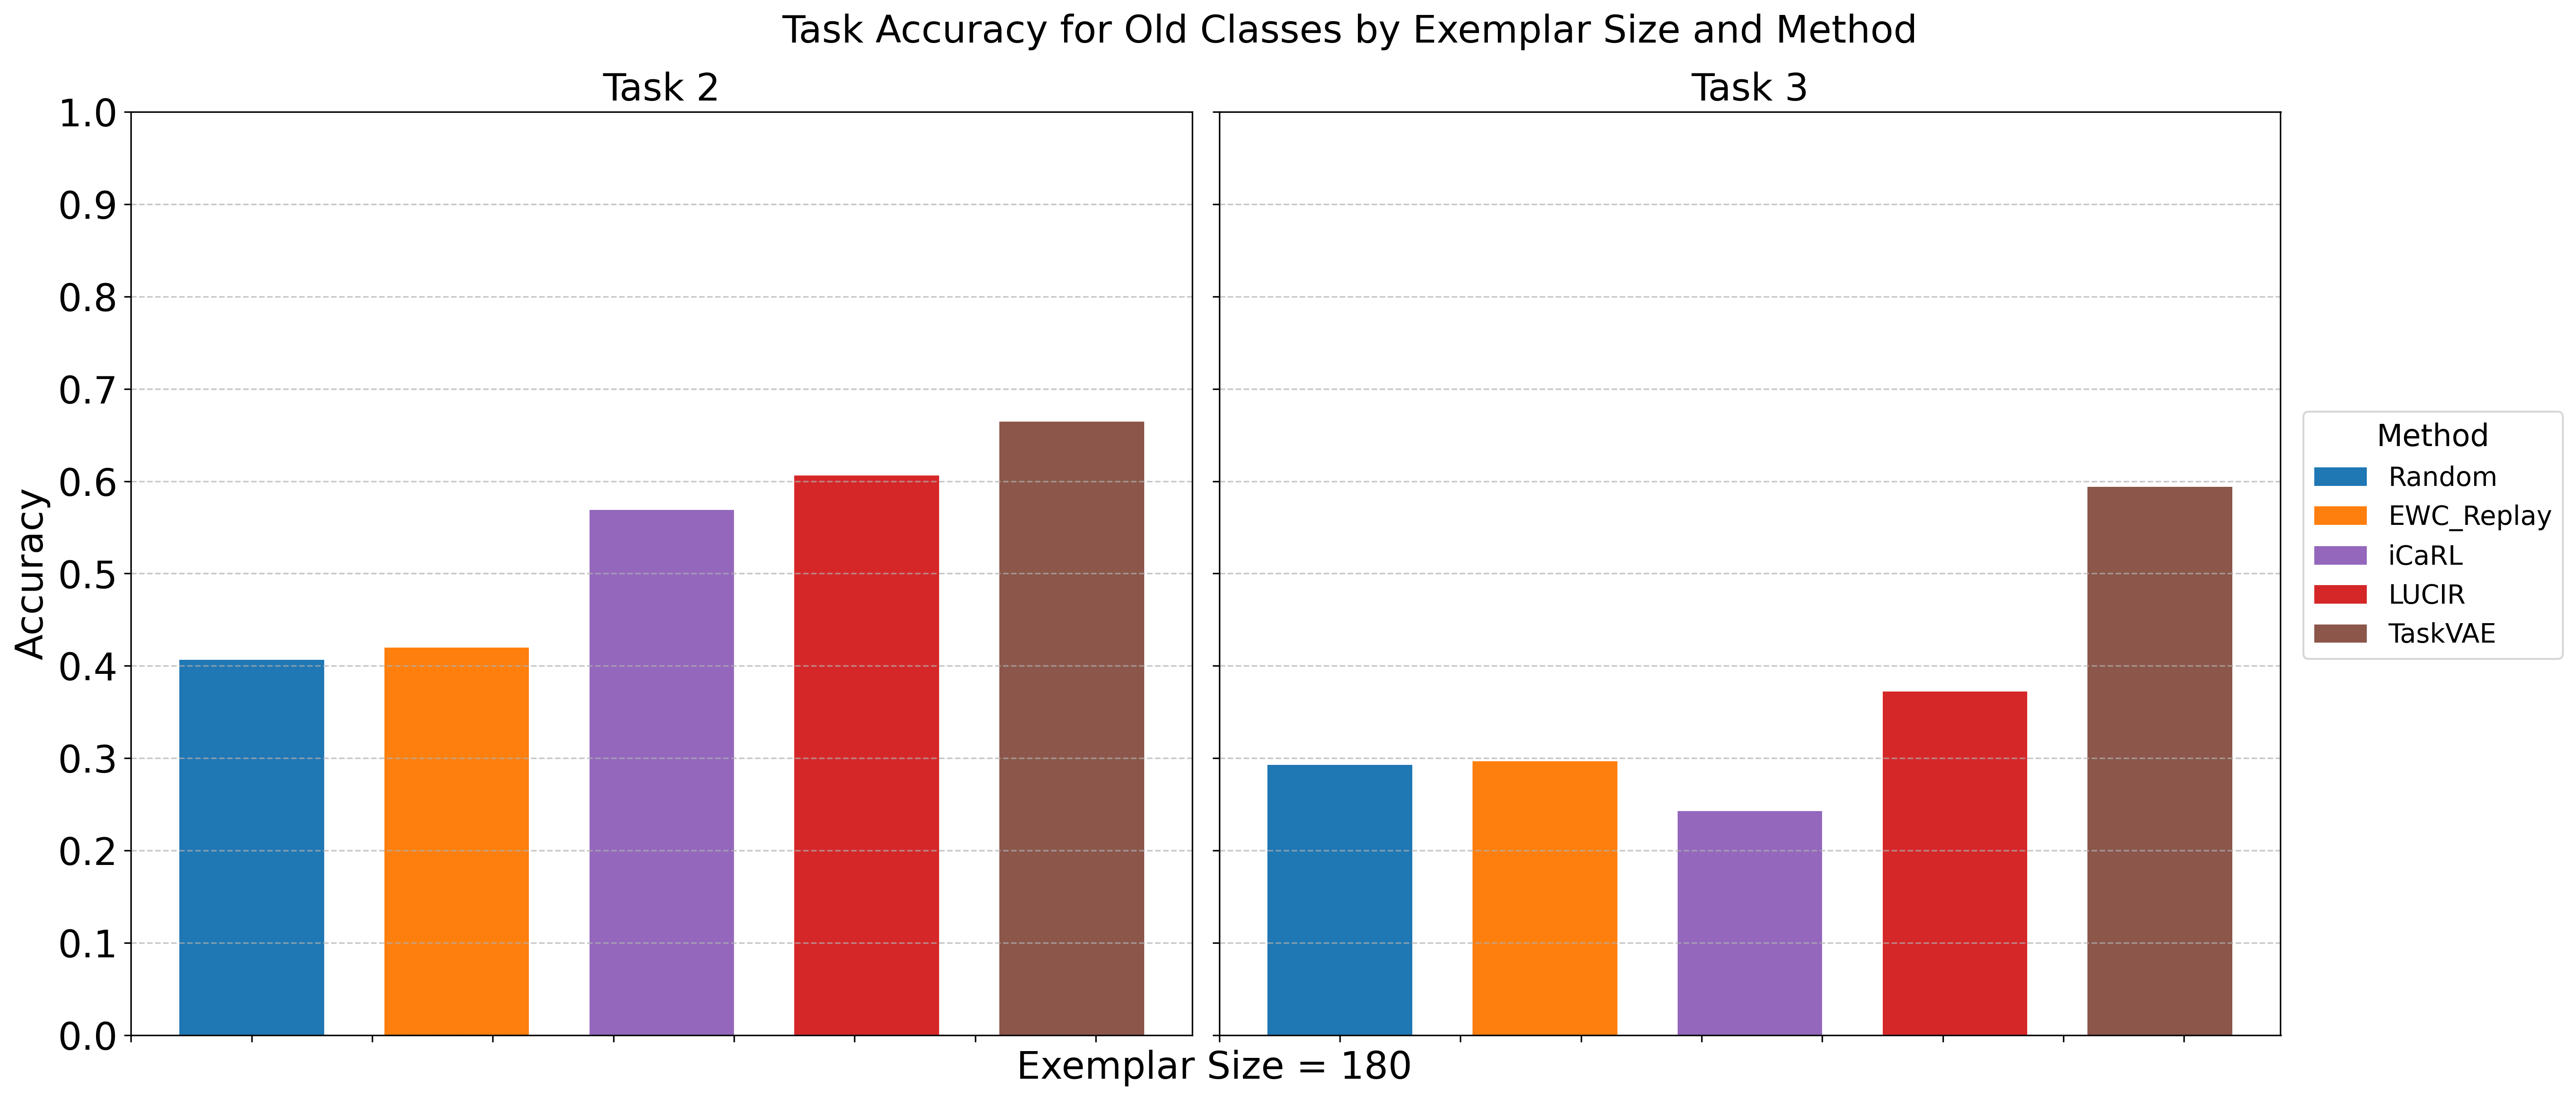 Task Accuracy for Old Classes by Exemplar Size and Method
Task 2
Task 3
1.0
0.9
0.8
0.7
0.6
0.5
0.4
0.3
0.2
0.1
0.0
Accuracy
Exemplar Size = 180
Method
Random
EWC_Replay
iCaRL
LUCIR
TaskVAE